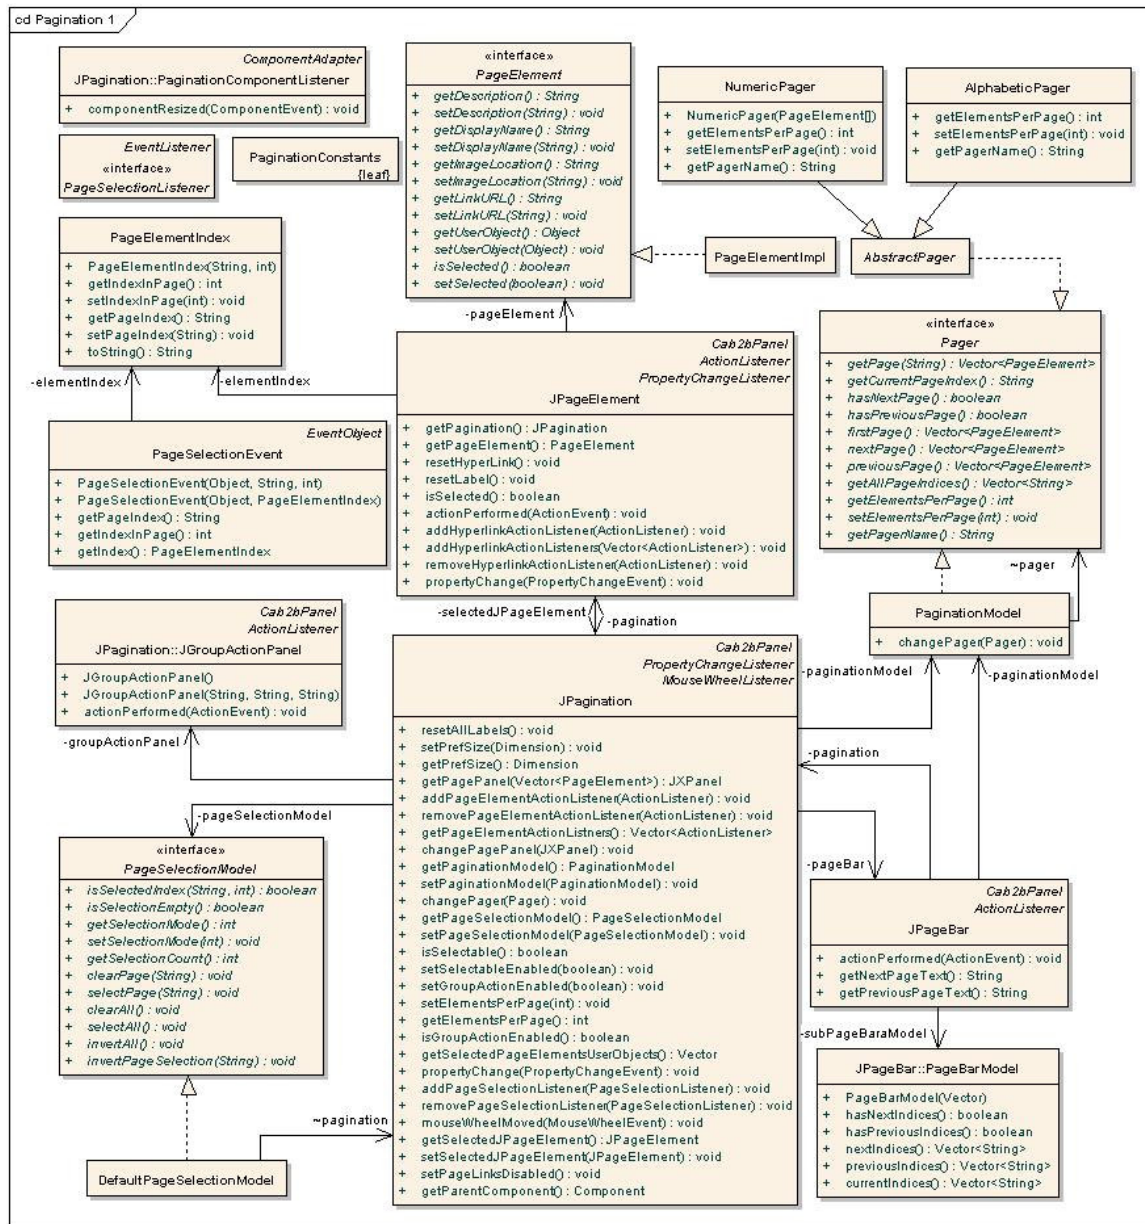 cd Pagination 1
ComponentAdapter
JPagination::PaginationComponentListener
+ componentResized(ComponentEvent) : void
EventListener
«interface»
PageSelectionListener
PaginationConstants
{leaf}
«interface»
PageElement
+ getDescription() : String
+ setDescription(String) : void
+ getDisplayName() : String
+ setDisplayName(String) : void
+ getImageLocation() : String
+ setImageLocation(String) : void
+ getLinkURL() : String
+ setLinkURL(String) : void
+ getUserObject() : Object
+ setUserObject(Object) : void
+ isSelected() : boolean
+ setSelected(boolean) : void
NumericPager
+ NumericPager(PageElement[])
+ getElementsPerPage() : int
+ setElementsPerPage(int) : void
+ getPagerName() : String
AlphabeticPager
+ getElementsPerPage() : int
+ setElementsPerPage(int) : void
+ getPagerName() : String
PageElementImpl
AbstractPager
PageElementIndex
+ PageElementIndex(String, int)
+ getIndexInPage() : int
+ setIndexInPage(int) : void
+ getPageIndex() : String
+ setPageIndex(String) : void
+ toString() : String
-elementIndex
-elementIndex
-pageElement
EventObject
PageSelectionEvent
+ PageSelectionEvent(Object, String, int)
+ PageSelectionEvent(Object, PageElementIndex)
+ getPageIndex() : String
+ getIndexInPage() : int
+ getIndex() : PageElementIndex
Cab2bPanel
ActionListener
PropertyChangeListener
JPageElement
+ getPagination() : JPagination
+ getPageElement() : PageElement
+ resetHyperLink() : void
+ resetLabel() : void
+ isSelected() : boolean
+ actionPerformed(ActionEvent) : void
+ addHyperlinkActionListener(ActionListener) : void
+ addHyperlinkActionListeners(Vector<ActionListener>) : void
+ removeHyperlinkActionListener(ActionListener) : void
+ propertyChange(PropertyChangeEvent) : void
«interface»
Pager
+ getPage(String) : Vector<PageElement>
+ getCurrentPageIndex() : String
+ hasNextPage() : boolean
+ hasPreviousPage() : boolean
+ firstPage() : Vector<PageElement>
+ nextPage() : Vector<PageElement>
+ previousPage() : Vector<PageElement>
+ getAllPageIndices() : Vector<String>
+ getElementsPerPage() : int
+ setElementsPerPage(int) : void
+ getPagerName() : String
~pager
PaginationModel
+ changePager(Pager) : void
-selectedJPageElement
-pagination
Cab2bPanel
ActionListener
JPagination::JGroupActionPanel
+ JGroupActionPanel()
+ JGroupActionPanel(String, String, String)
+ actionPerformed(ActionEvent) : void
-groupActionPanel
Cab2bPanel
PropertyChangeListener
MouseWheelListener
JPagination
+ resetAllLabels() : void
+ setPrefSize(Dimension) : void
+ getPrefSize() : Dimension
+ getPagePanel(Vector<PageElement>) : JXPanel
+ addPageElementActionListener(ActionListener) : void
+ removePageElementActionListener(ActionListener) : void
+ getPageElementActionListners() : Vector<ActionListener>
+ changePagePanel(JXPanel) : void
+ getPaginationModel() : PaginationModel
+ setPaginationModel(PaginationModel) : void
+ changePager(Pager) : void
+ getPageSelectionModel() : PageSelectionModel
+ setPageSelectionModel(PageSelectionModel) : void
+ isSelectable() : boolean
+ setSelectableEnabled(boolean) : void
+ setGroupActionEnabled(boolean) : void
+ setElementsPerPage(int) : void
+ getElementsPerPage() : int
+ isGroupActionEnabled() : boolean
+ getSelectedPageElementsUserObjects() : Vector
+ propertyChange(PropertyChangeEvent) : void
+ addPageSelectionListener(PageSelectionListener) : void
+ removePageSelectionListener(PageSelectionListener) : void
+ mouseWheelMoved(MouseWheelEvent) : void
+ getSelectedJPageElement() : JPageElement
+ setSelectedJPageElement(JPageElement) : void
+ setPageLinksDisabled() : void
+ getParentComponent() : Component
-paginationModel
-paginationModel
-pagination
-pageBar
-pageSelectionModel
«interface»
PageSelectionModel
+ isSelectedIndex(String, int) : boolean
+ isSelectionEmpty() : boolean
+ getSelectionMode() : int
+ setSelectionMode(int) : void
+ getSelectionCount() : int
+ clearPage(String) : void
+ selectPage(String) : void
+ clearAll() : void
+ selectAll() : void
+ invertAll() : void
+ invertPageSelection(String) : void
Cab2bPanel
ActionListener
JPageBar
+ actionPerformed(ActionEvent) : void
+ getNextPageText() : String
+ getPreviousPageText() : String
-subPageBaraModel
JPageBar::PageBarModel
+ PageBarModel(Vector)
+ hasNextIndices() : boolean
+ hasPreviousIndices() : boolean
+ nextIndices() : Vector<String>
+ previousIndices() : Vector<String>
+ currentIndices() : Vector<String>
~pagination
DefaultPageSelectionModel